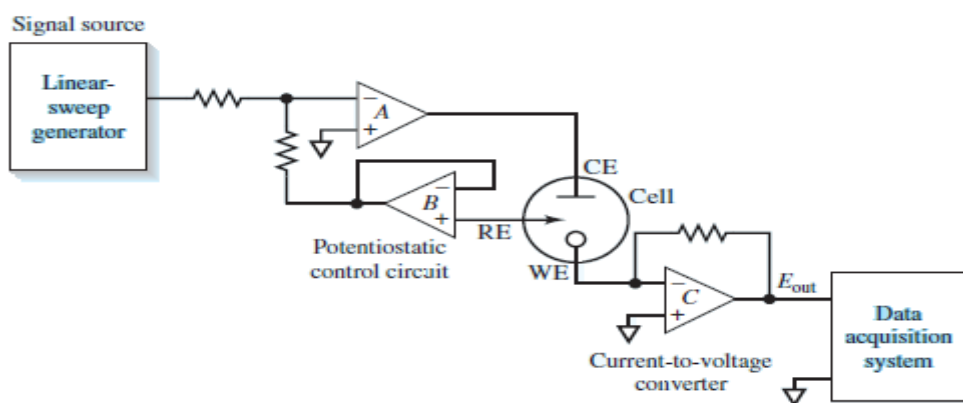 Signal source
Linear-
sweep
generator
−
A
+
CE
Cell
−
B
+
RE
Potentiostatic
control circuit
WE
−
C
+
E_out
Data
acquisition
system
Current-to-voltage
converter